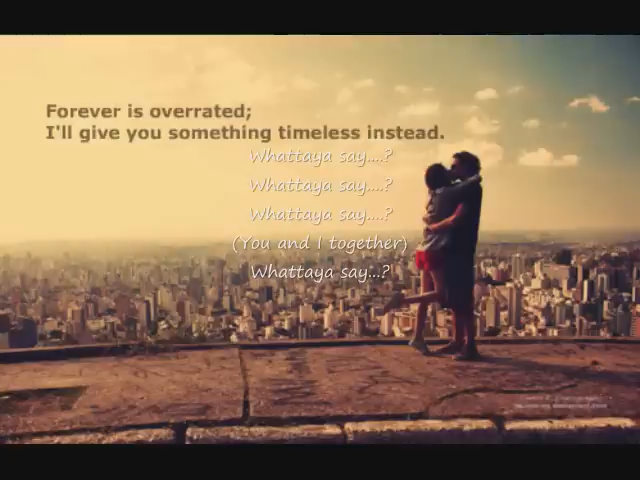 Forever is overrated;
I'll give you something timeless instead.
Whattaya say....?
Whattaya say....?
Whattaya say....?
(You and I together)
Whattaya say...?